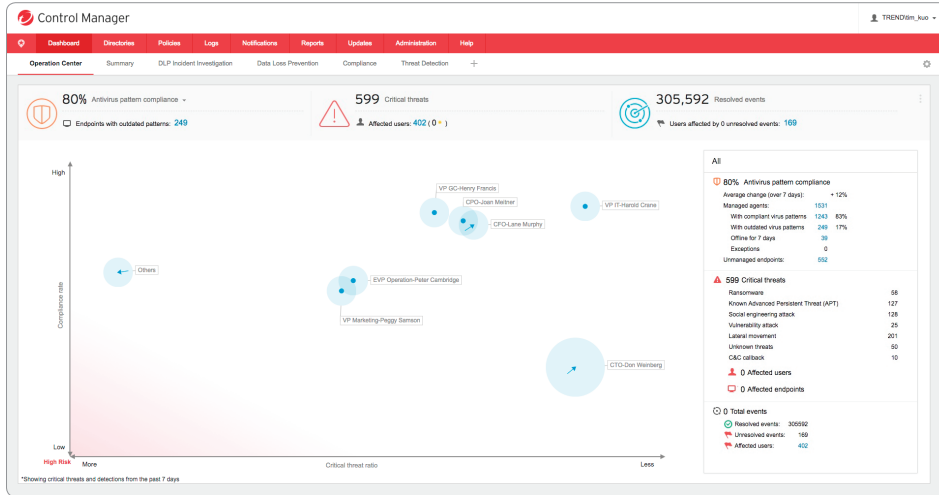 Control Manager
TREND\tim_kuo
Dashboard Directories Policies Logs Notifications Reports Updates Administration Help
Operation Center Summary DLP Incident Investigation Data Loss Prevention Compliance Threat Detection +
80% Antivirus pattern compliance
Endpoints with outdated patterns: 249
599 Critical threats
Affected users: 402 ( 0 )
305,592 Resolved events
Users affected by 0 unresolved events: 169
High
Compliance rate
Low
High Risk
More
Critical threat ratio
Less
VP GC-Henry Francis
CPO-Joan Meitner
CFO-Lane Murphy
VP IT-Harold Crane
Others
EVP Operation-Peter Cambridge
VP Marketing-Peggy Samson
CTO-Don Weinberg
*Showing critical threats and detections from the past 7 days
All
80% Antivirus pattern compliance
Average change (over 7 days): + 12%
Managed agents: 1531
With compliant virus patterns 1243 83%
With outdated virus patterns 249 17%
Offline for 7 days 39
Exceptions 0
Unmanaged endpoints: 552
599 Critical threats
Ransomware 58
Known Advanced Persistent Threat (APT) 127
Social engineering attack 128
Vulnerability attack 25
Lateral movement 201
Unknown threats 50
C&C callback 10
0 Affected users
0 Affected endpoints
0 Total events
Resolved events: 305592
Unresolved events: 169
Affected users: 402